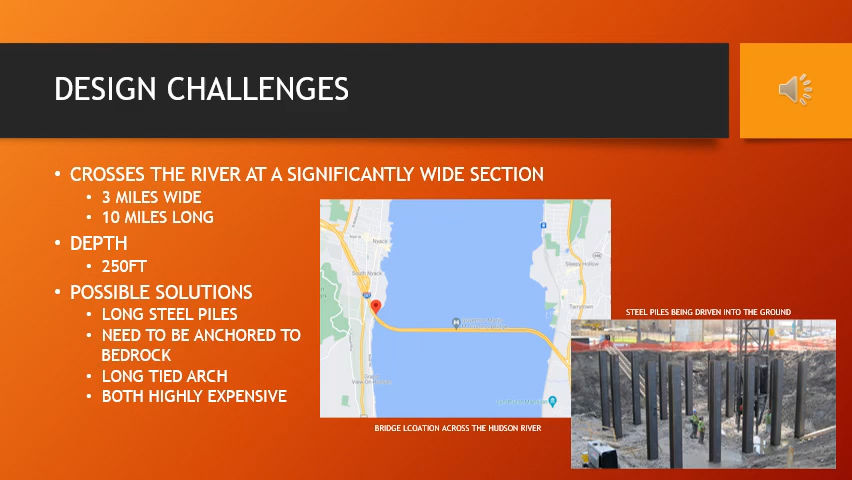 DESIGN CHALLENGES
• CROSSES THE RIVER AT A SIGNIFICANTLY WIDE SECTION
• 3 MILES WIDE
• 10 MILES LONG
• DEPTH
• 250FT
• POSSIBLE SOLUTIONS
• LONG STEEL PILES
• NEED TO BE ANCHORED TO
BEDROCK
• LONG TIED ARCH
• BOTH HIGHLY EXPENSIVE
Nyack
South Nyack
Sleepy Hollow
Tarrytown
BRIDGE LCOATION ACROSS THE HUDSON RIVER
STEEL PILES BEING DRIVEN INTO THE GROUND